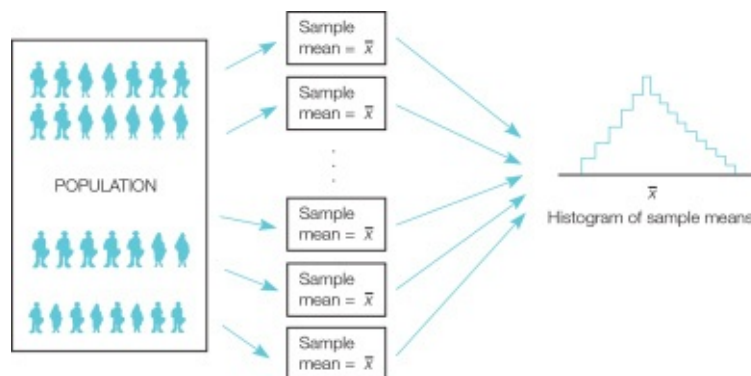 Sample
mean = x̅
Sample
mean = x̅
POPULATION
Sample
mean = x̅
Sample
mean = x̅
Sample
mean = x̅
x̅
Histogram of sample means